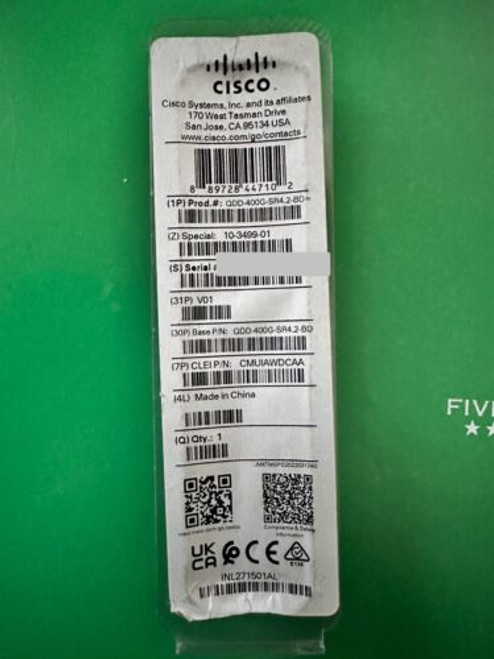 CISCO
Cisco Systems, Inc. and its affiliates
170 West Tasman Drive
San Jose, CA 95134 USA
www.cisco.com/go/contacts
8 89728 44710 2
(1P) Prod.#: QDD-400G-SR4.2-BD=
(Z) Special: 10-3499-01
(S) Serial
(31P) V01
(30P) Base P/N: QDD-400G-SR4.2-BD
(7P) CLEI P/N: CMUIAWDCAA
(4L) Made in China
(Q) Qty.: 1
Compliance & Safety
Information
UK
CA
CE
INL271501AL
FIV